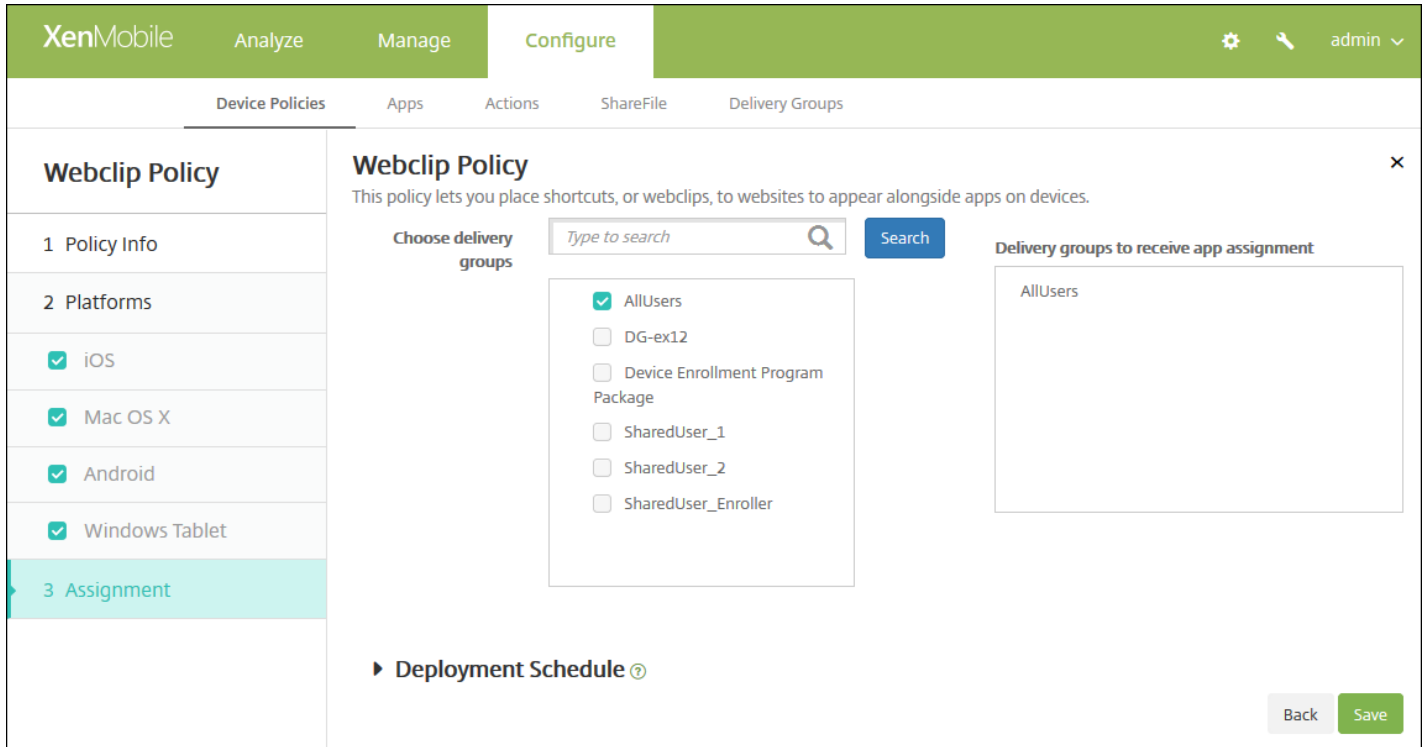 XenMobile Analyze Manage Configure admin
Device Policies Apps Actions ShareFile Delivery Groups
Webclip Policy
1 Policy Info
2 Platforms
iOS
Mac OS X
Android
Windows Tablet
3 Assignment
Webclip Policy
This policy lets you place shortcuts, or webclips, to websites to appear alongside apps on devices.
Choose delivery
groups
Type to search
Search
AllUsers
DG-ex12
Device Enrollment Program
Package
SharedUser_1
SharedUser_2
SharedUser_Enroller
Delivery groups to receive app assignment
AllUsers
Deployment Schedule ?
Back Save